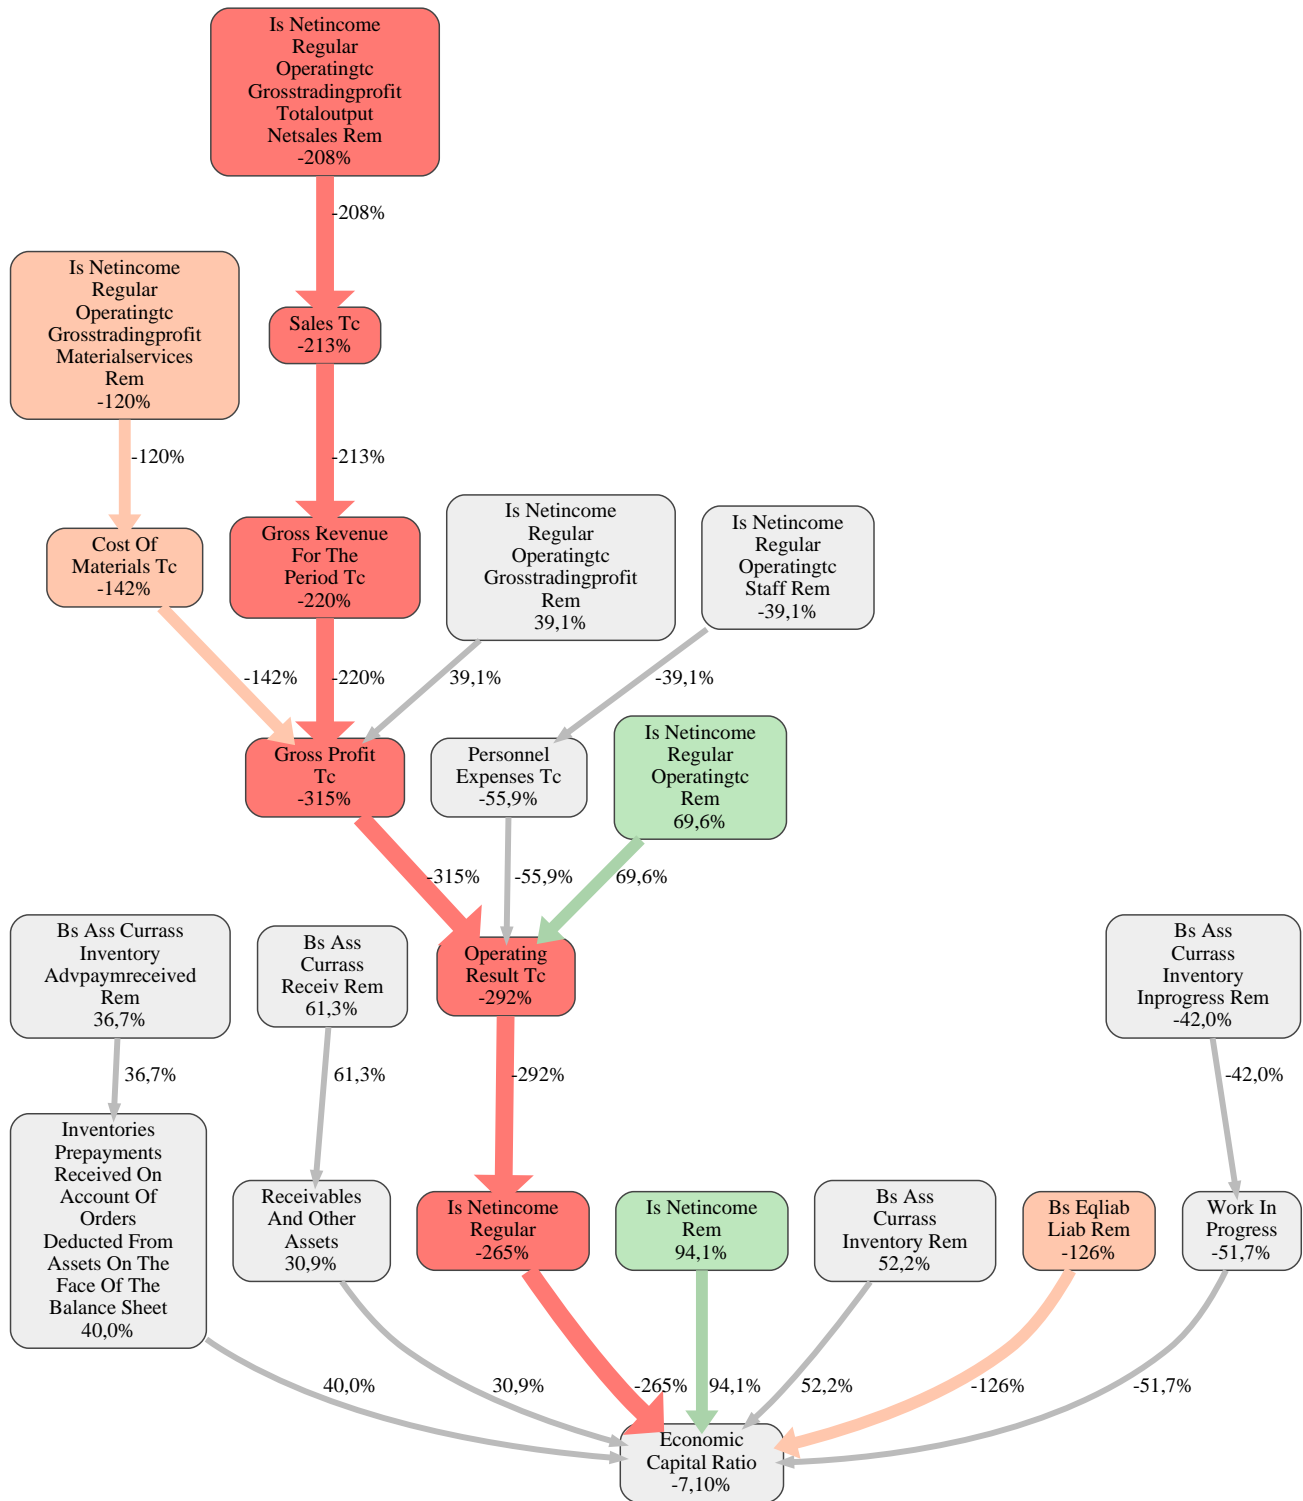 Is Netincome
Regular
Operatingtc
Grosstradingprofit
Totaloutput
Netsales Rem
-208%
-208%
Is Netincome
Regular
Operatingtc
Grosstradingprofit
Materialservices
Rem
-120%
Sales Tc
-213%
-120%
-213%
Is Netincome
Regular
Operatingtc
Grosstradingprofit
Rem
39,1%
Is Netincome
Regular
Operatingtc
Staff Rem
-39,1%
Cost Of
Materials Tc
-142%
Gross Revenue
For The
Period Tc
-220%
-142%
-220%
39,1%
-39,1%
Gross Profit
Tc
-315%
Personnel
Expenses Tc
-55,9%
Is Netincome
Regular
Operatingtc
Rem
69,6%
-315%
-55,9%
69,6%
Bs Ass Currass
Inventory
Advpaymreceived
Rem
36,7%
Bs Ass
Currass
Receiv Rem
61,3%
Operating
Result Tc
-292%
Bs Ass
Currass
Inventory
Inprogress Rem
-42,0%
36,7%
61,3%
-292%
-42,0%
Inventories
Prepayments
Received On
Account Of
Orders
Deducted From
Assets On The
Face Of The
Balance Sheet
40,0%
Receivables
And Other
Assets
30,9%
Is Netincome
Regular
-265%
Is Netincome
Rem
94,1%
Bs Ass
Currass
Inventory Rem
52,2%
Bs Eqliab
Liab Rem
-126%
Work In
Progress
-51,7%
40,0%
30,9%
-265%
94,1%
52,2%
-126%
-51,7%
Economic
Capital Ratio
-7,10%